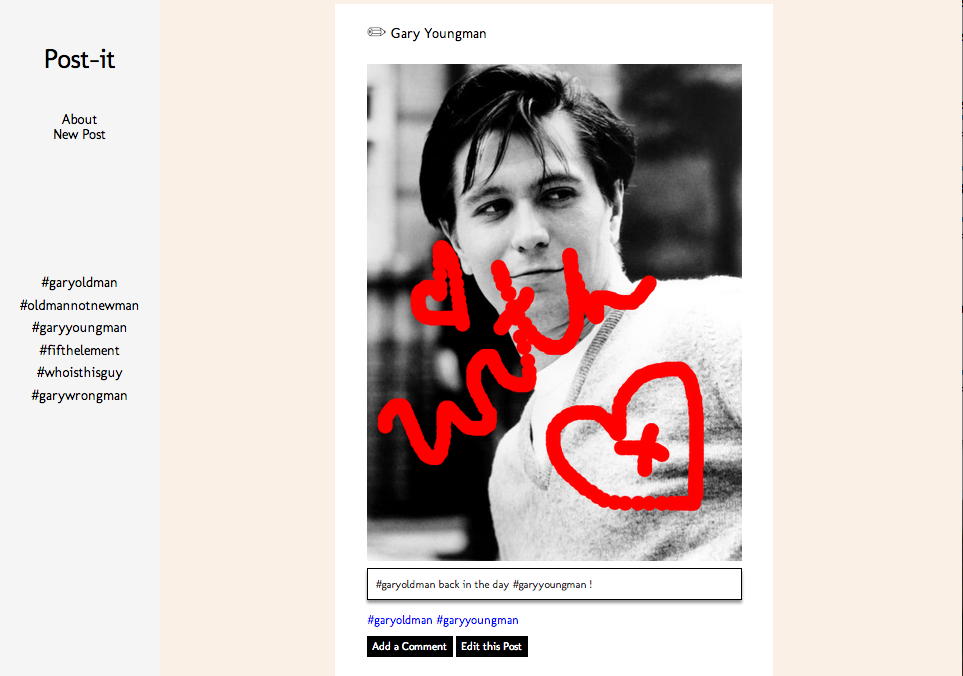 Post-it
About
New Post
#garyoldman
#oldmannotnewman
#garyyoungman
#fifthelement
#whoisthisguy
#garywrongman
Gary Youngman
with
x
#garyoldman back in the day #garyyoungman !
#garyoldman #garyyoungman
Add a Comment Edit this Post